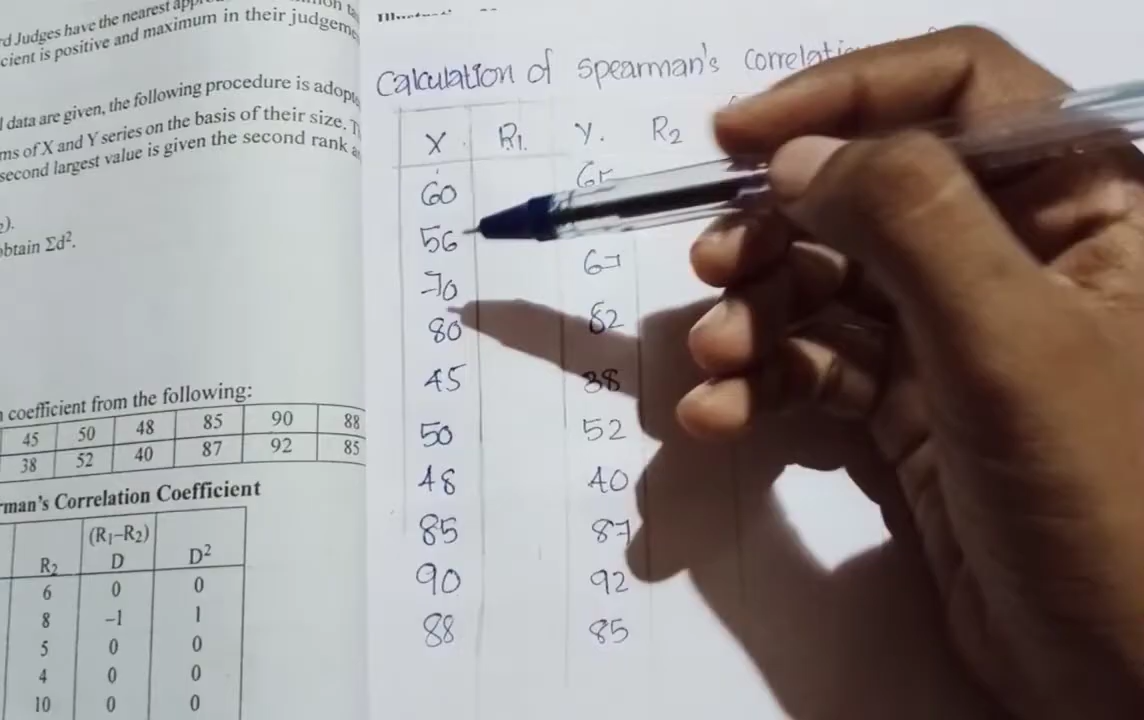 rd Judges have the nearest
cient is positive and maximum in their judgeme
l data are given, the following procedure is adopt
ms of X and Y series on the basis of their size.
second largest value is given the second rank a
btain Σd².
coefficient from the following:
45 50 48 85 90 88
38 52 40 87 92 85
rman's Correlation Coefficient
R₂ (R₁–R₂) D D²
6 0 0
8 –1 1
5 0 0
4 0 0
10 0 0
Calculation of spearman's
X R₁. Y. R₂
60
56
70 67
80 82
45 38
50 52
48 40
85 87
90 92
88 85